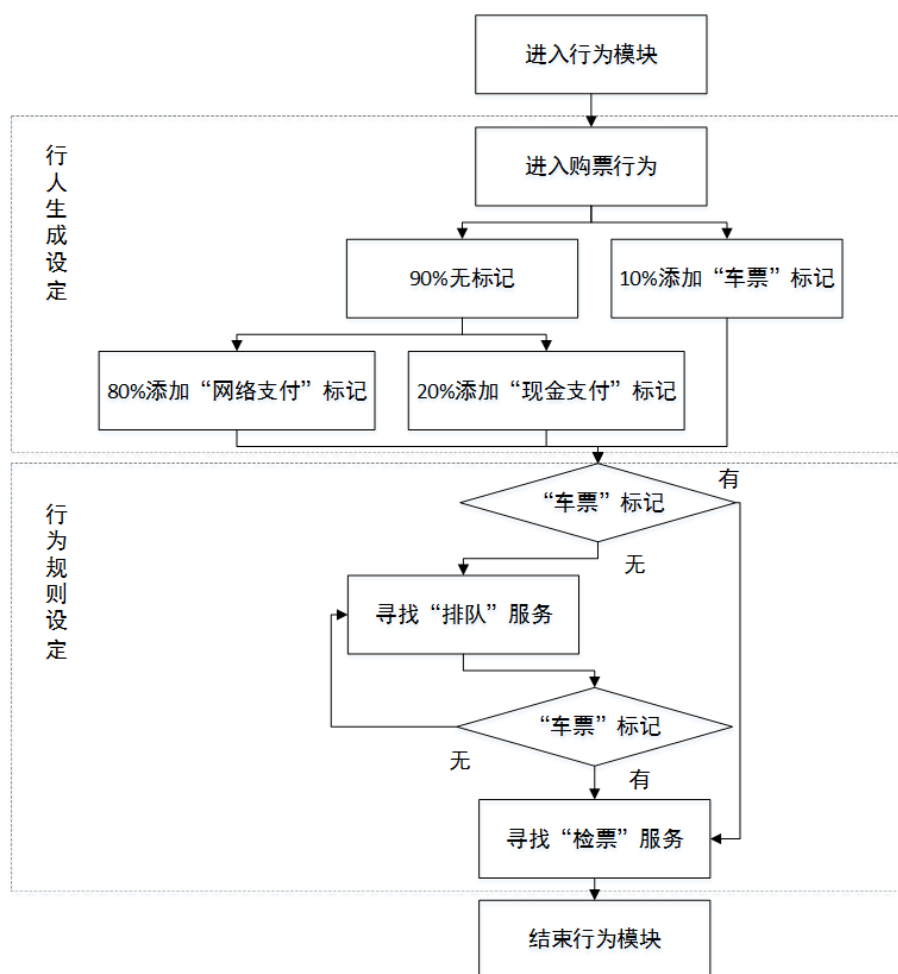 进入行为模块
行人生成设定
进入购票行为
90%无标记
10%添加“车票”标记
80%添加“网络支付”标记
20%添加“现金支付”标记
行为规则设定
“车票”标记
有
无
寻找“排队”服务
“车票”标记
无
有
寻找“检票”服务
结束行为模块